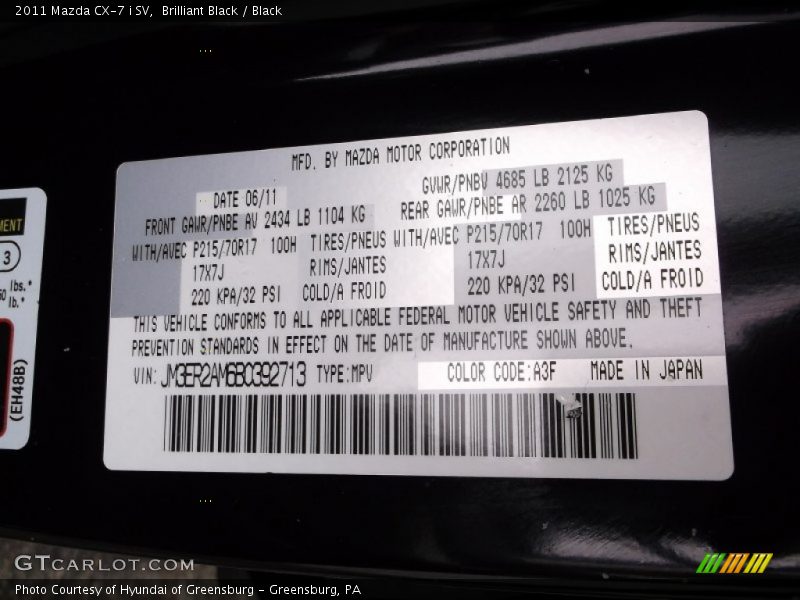 2011 Mazda CX-7 i SV, Brilliant Black / Black
MFD. BY MAZDA MOTOR CORPORATION
DATE 06/11 GVWR/PNBV 4685 LB 2125 KG
FRONT GAWR/PNBE AV 2434 LB 1104 KG REAR GAWR/PNBE AR 2260 LB 1025 KG
WITH/AVEC P215/70R17 100H TIRES/PNEUS WITH/AVEC P215/70R17 100H TIRES/PNEUS
17X7J RIMS/JANTES 17X7J RIMS/JANTES
220 KPA/32 PSI COLD/A FROID 220 KPA/32 PSI COLD/A FROID
THIS VEHICLE CONFORMS TO ALL APPLICABLE FEDERAL MOTOR VEHICLE SAFETY AND THEFT
PREVENTION STANDARDS IN EFFECT ON THE DATE OF MANUFACTURE SHOWN ABOVE.
VIN: JM3ER2AM6B0392713 TYPE:MPV COLOR CODE:A3F MADE IN JAPAN
MENT
3
lbs.*
lb.*
(EH48B)
GTCARLOT.COM
Photo Courtesy of Hyundai of Greensburg - Greensburg, PA